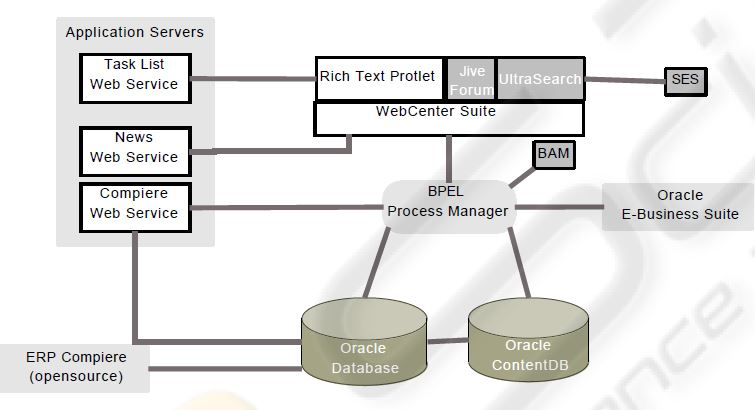 Application Servers
Task List
Web Service
News
Web Service
Compiere
Web Service
Rich Text Protlet
Jive
Forum
UltraSearch
SES
WebCenter Suite
BAM
BPEL
Process Manager
Oracle
E-Business Suite
Oracle
Database
Oracle
ContentDB
ERP Compiere
(opensource)